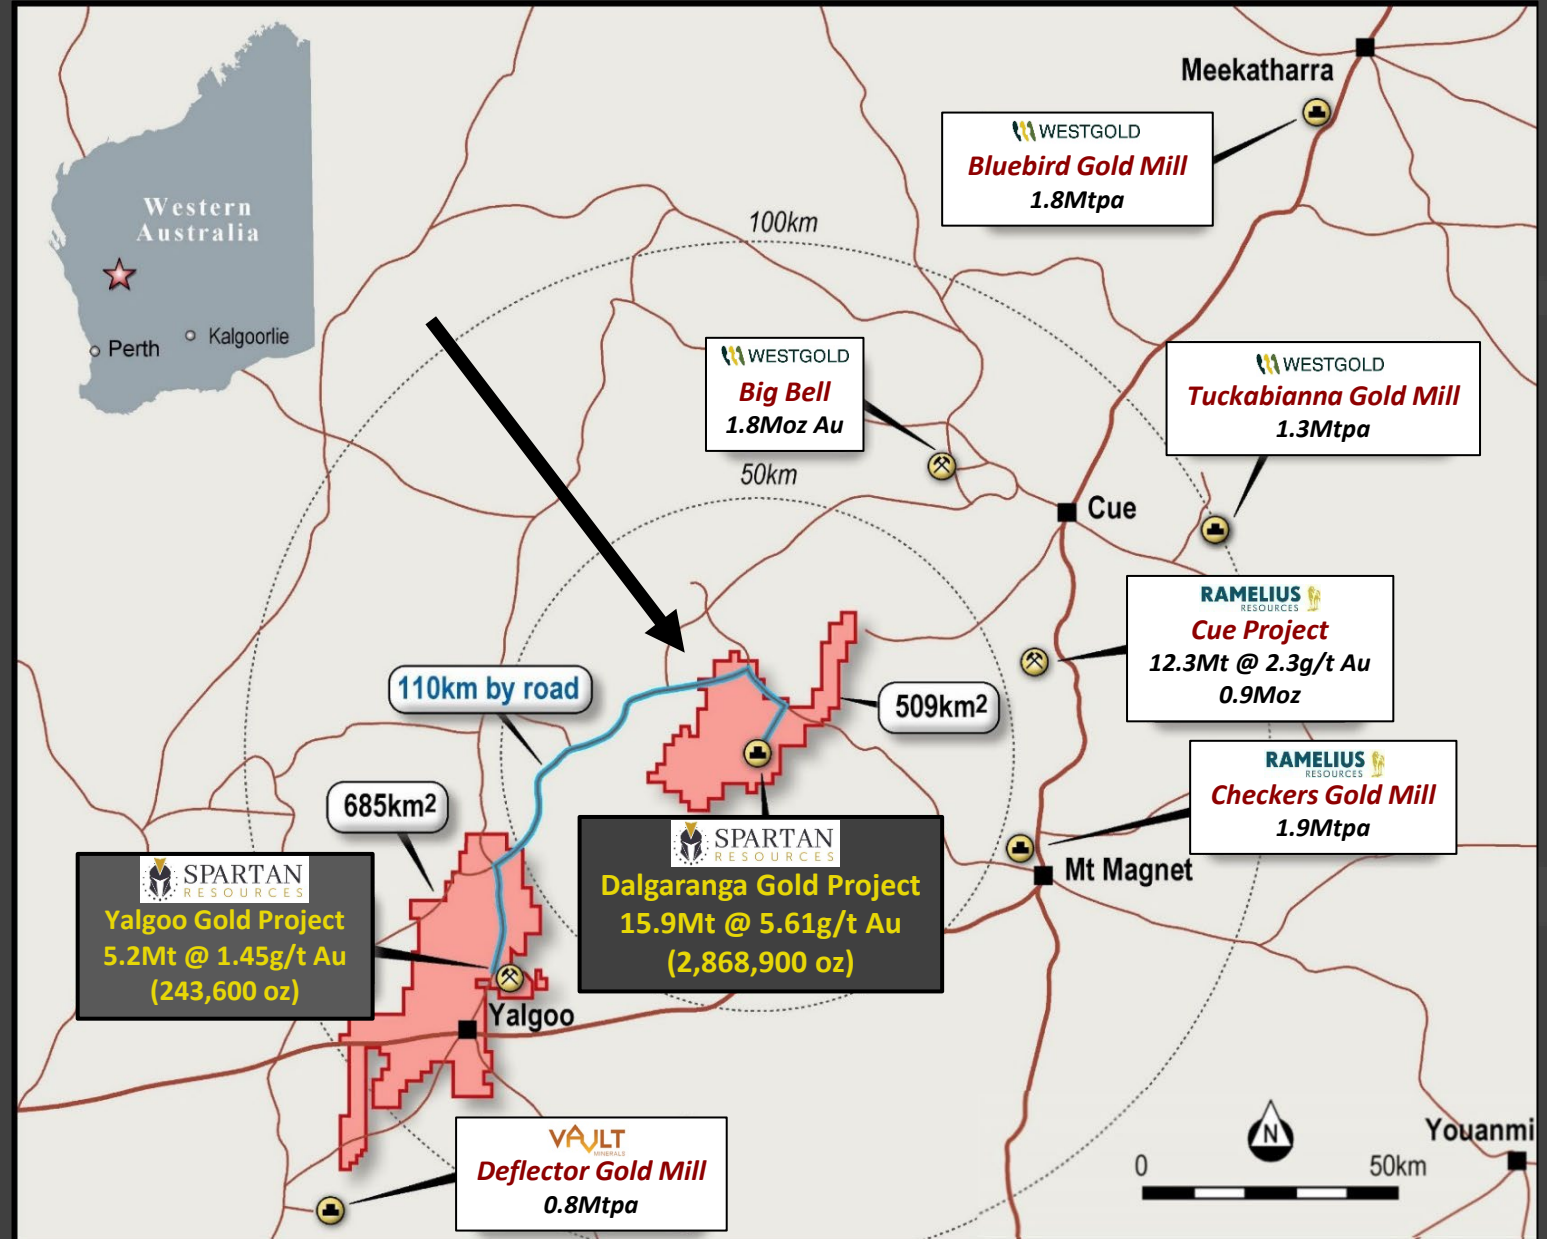 Meekatharra
WESTGOLD
Bluebird Gold Mill
1.8Mtpa
Western
Australia
Perth
Kalgoorlie
100km
WESTGOLD
Big Bell
1.8Moz Au
WESTGOLD
Tuckabianna Gold Mill
1.3Mtpa
50km
Cue
RAMELIUS
RESOURCES
Cue Project
12.3Mt @ 2.3g/t Au
0.9Moz
110km by road
509km2
685km2
RAMELIUS
RESOURCES
Checkers Gold Mill
1.9Mtpa
SPARTAN
RESOURCES
Dalgaranga Gold Project
15.9Mt @ 5.61g/t Au
(2,868,900 oz)
Mt Magnet
SPARTAN
RESOURCES
Yalgoo Gold Project
5.2Mt @ 1.45g/t Au
(243,600 oz)
Yalgoo
VAULT
MINERALS
Deflector Gold Mill
0.8Mtpa
N
Youanmi
0
50km